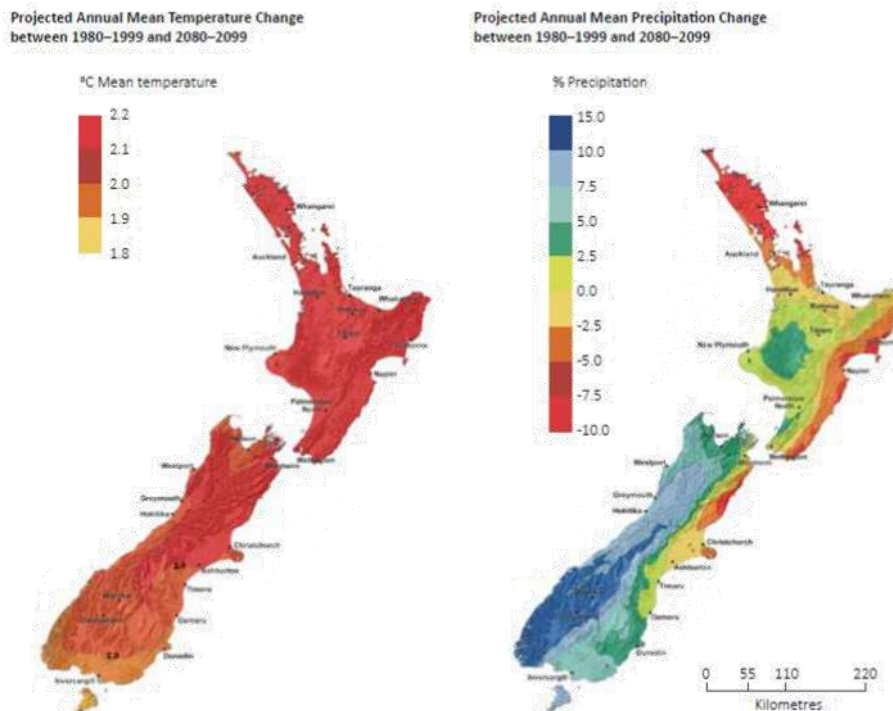 Projected Annual Mean Temperature Change
between 1980–1999 and 2080–2099
ºC Mean temperature
2.2
2.1
2.0
1.9
1.8
Whangarei
Auckland
Hamilton
Tauranga
Whakatane
Taupo
New Plymouth
Napier
Palmerston
North
Wellington
Westport
Greymouth
Hokitika
Christchurch
Ashburton
Timaru
Oamaru
Dunedin
Invercargill
Projected Annual Mean Precipitation Change
between 1980–1999 and 2080–2099
% Precipitation
15.0
10.0
7.5
5.0
2.5
0.0
-2.5
-5.0
-7.5
-10.0
Whangarei
Auckland
Tauranga
Taupo
New Plymouth
Napier
Palmerston
North
Wellington
Westport
Greymouth
Hokitika
Christchurch
Ashburton
Timaru
Oamaru
Dunedin
Invercargill
0 55 110 220
Kilometres